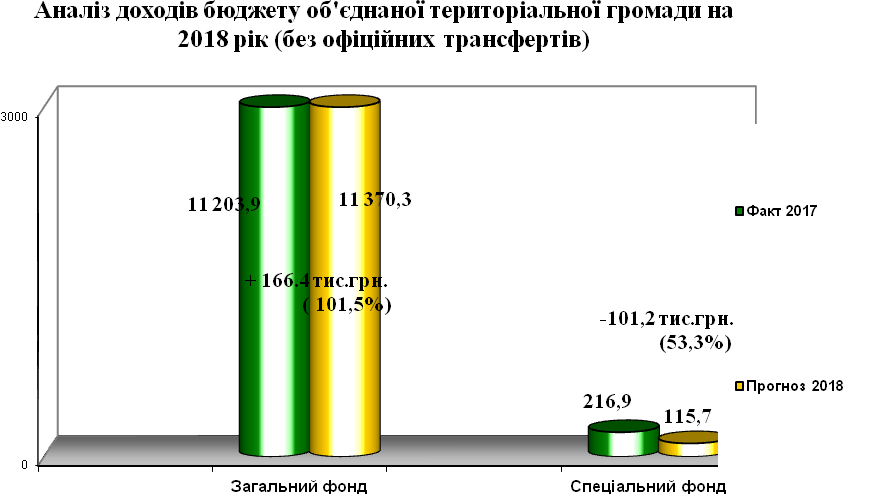 Аналіз доходів бюджету об'єднаної територіальної громади на
2018 рік (без офіційних трансфертів)
3000
11 203,9
11 370,3
Факт 2017
+ 166.4 тис.грн.
( 101,5%)
-101,2 тис.грн.
(53,3%)
Прогноз 2018
216,9
115,7
0
Загальний фонд
Спеціальний фонд